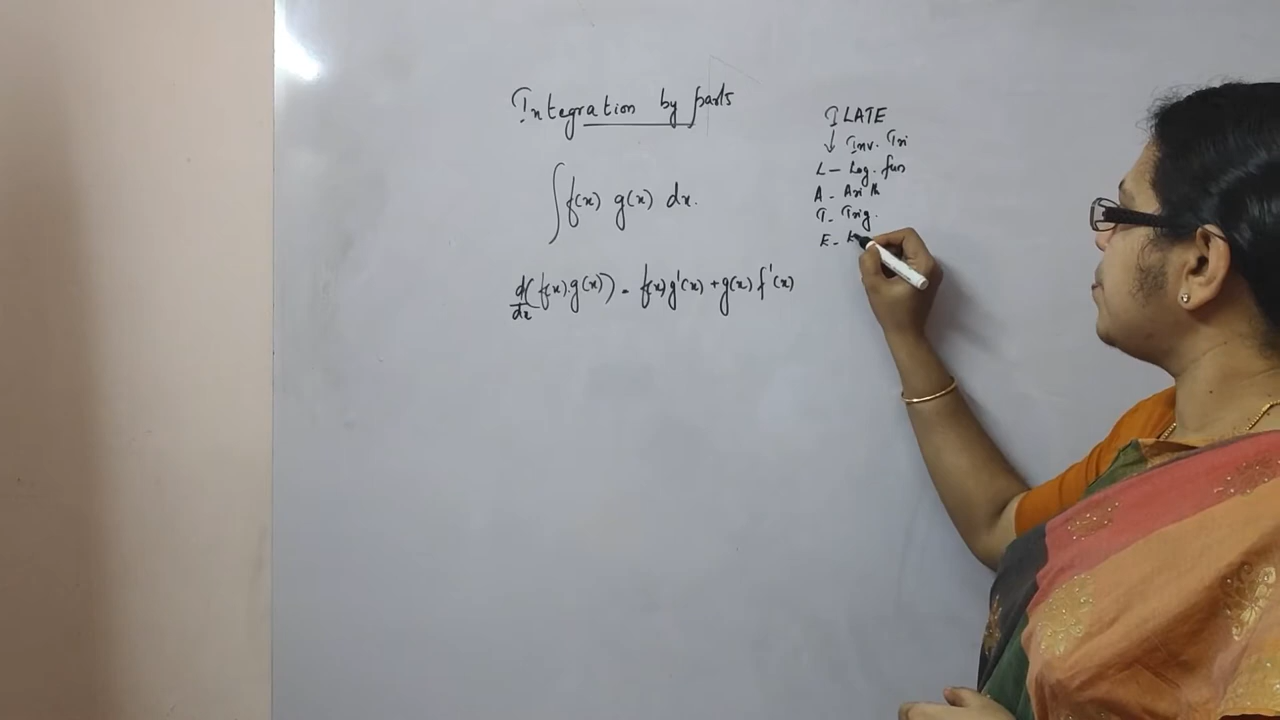 Integration by parts
∫ f(x) g(x) dx.
d/dx (f(x).g(x)) = f(x)g'(x) + g(x) f'(x)
ILATE
↓ Inv. Tri
L - Log. fun
A - Arith
T - Trig.
E -